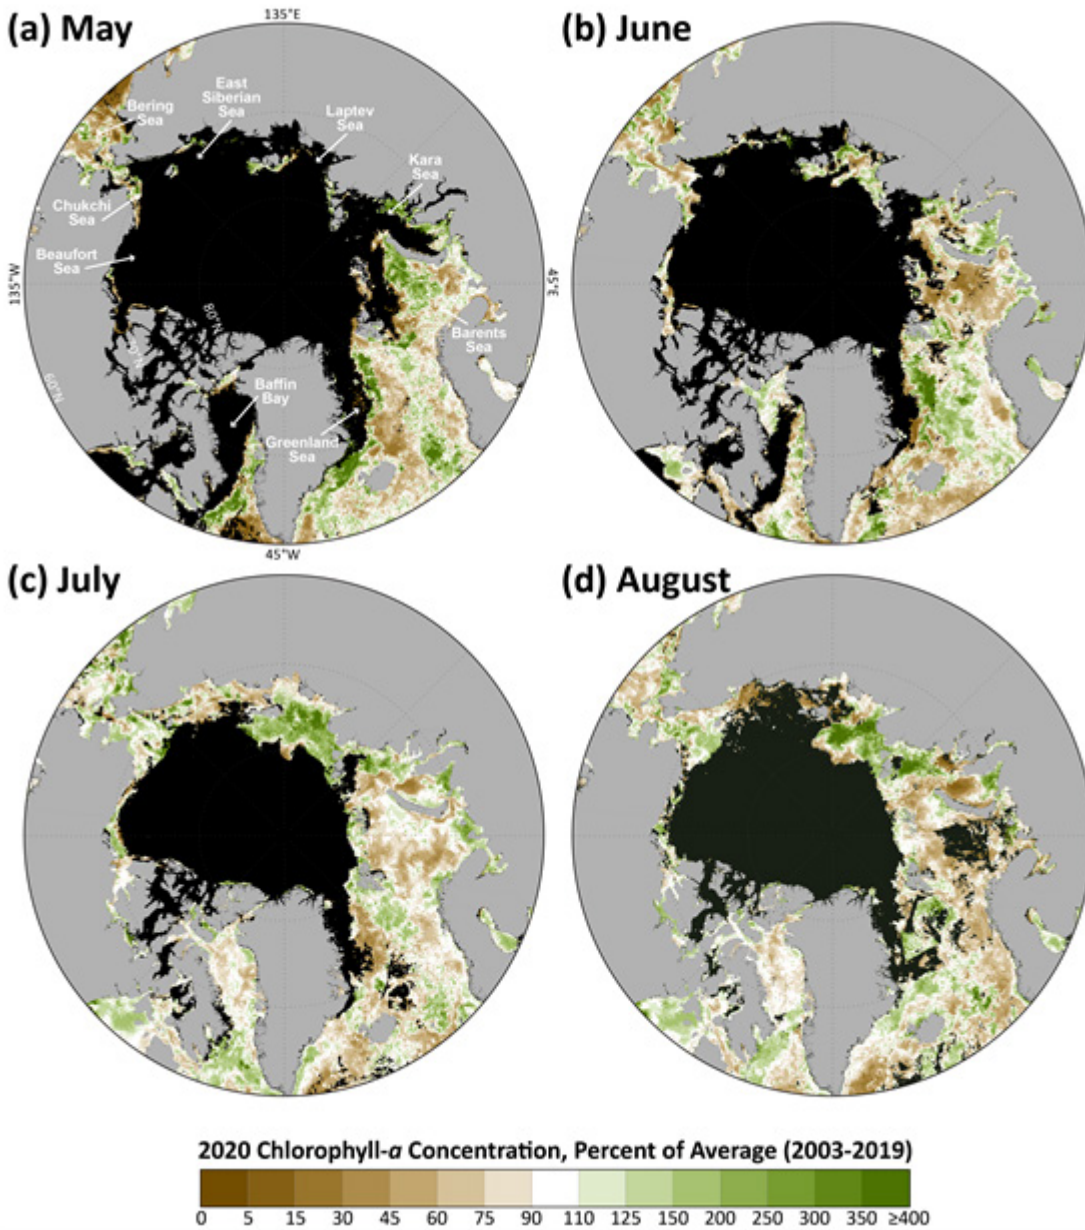 (a) May
135°E
(b) June
East
Siberian
Sea
Bering
Sea
Laptev
Sea
Kara
Sea
Chukchi
Sea
Beaufort
Sea
135°W
45°E
80°N
70°N
60°N
Barents
Sea
Baffin
Bay
Greenland
Sea
45°W
(c) July
(d) August
2020 Chlorophyll-α Concentration, Percent of Average (2003-2019)
0 5 15 30 45 60 75 90 110 125 150 200 250 300 350 ≥400